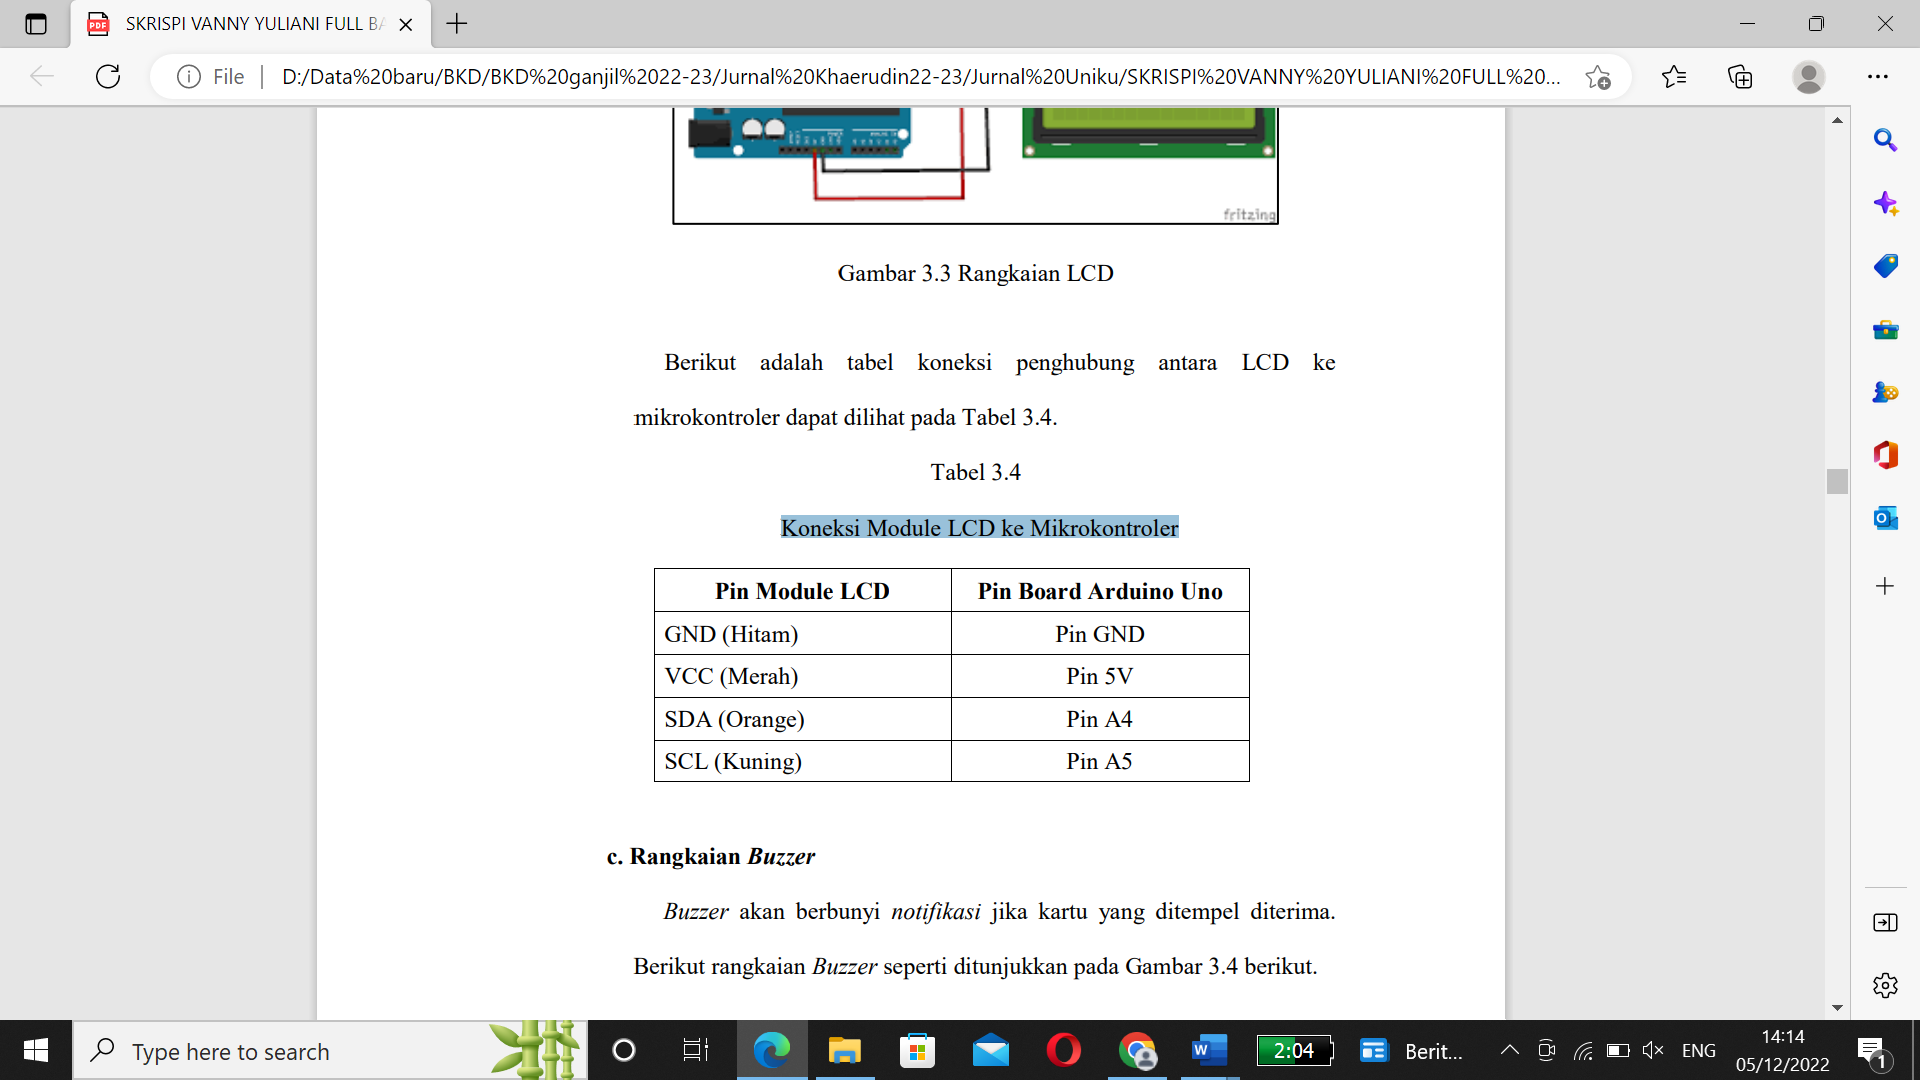 SKRISPI VANNY YULIANI FULL BA
File
D:/Data%20baru/BKD/BKD%20ganjil%2022-23/Jurnal%20Khaerudin22-23/Jurnal%20Uniku/SKRISPI%20VANNY%20YULIANI%20FULL%20...
fritzing
Gambar 3.3 Rangkaian LCD
Berikut adalah tabel koneksi penghubung antara LCD ke
mikrokontroler dapat dilihat pada Tabel 3.4.
Tabel 3.4
Koneksi Module LCD ke Mikrokontroler
Pin Module LCD Pin Board Arduino Uno
GND (Hitam) Pin GND
VCC (Merah) Pin 5V
SDA (Orange) Pin A4
SCL (Kuning) Pin A5
c. Rangkaian Buzzer
Buzzer akan berbunyi notifikasi jika kartu yang ditempel diterima.
Berikut rangkaian Buzzer seperti ditunjukkan pada Gambar 3.4 berikut.
Type here to search
2:04
Berit...
ENG
14:14
05/12/2022
1